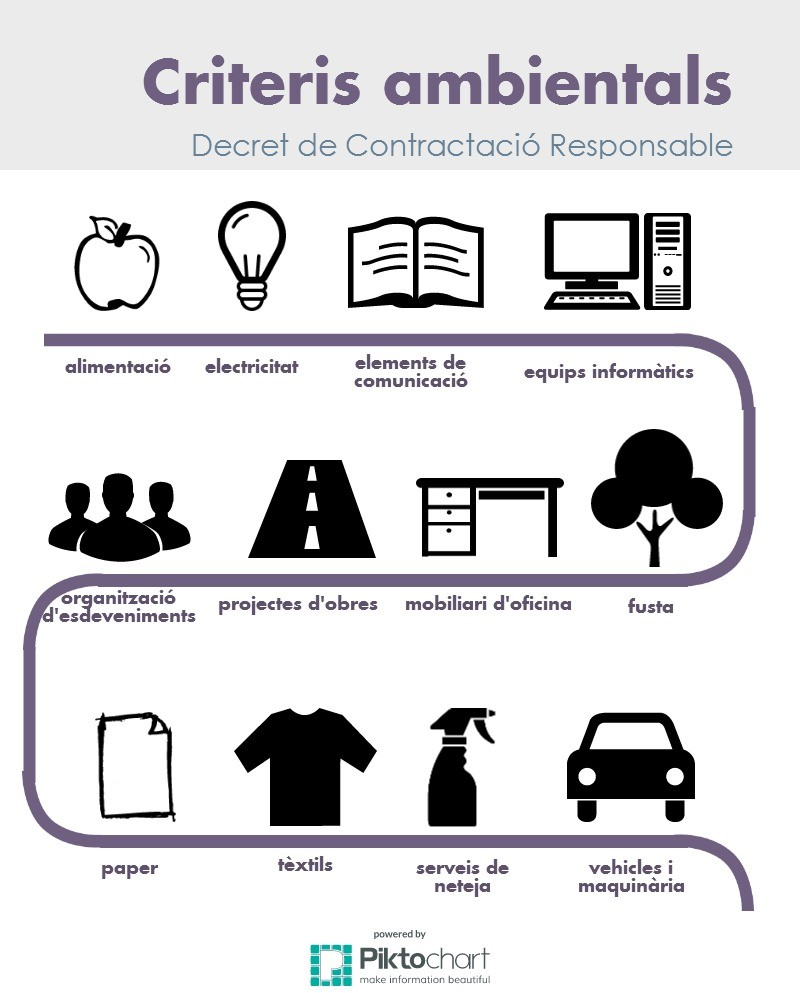 Criteris ambientals
Decret de Contractació Responsable
alimentació
electricitat
elements de
comunicació
equips informàtics
organització
d'esdeveniments
projectes d'obres
mobiliari d'oficina
fusta
paper
tèxtils
serveis de
neteja
vehicles i
maquinària
powered by
Piktochart
make information beautiful